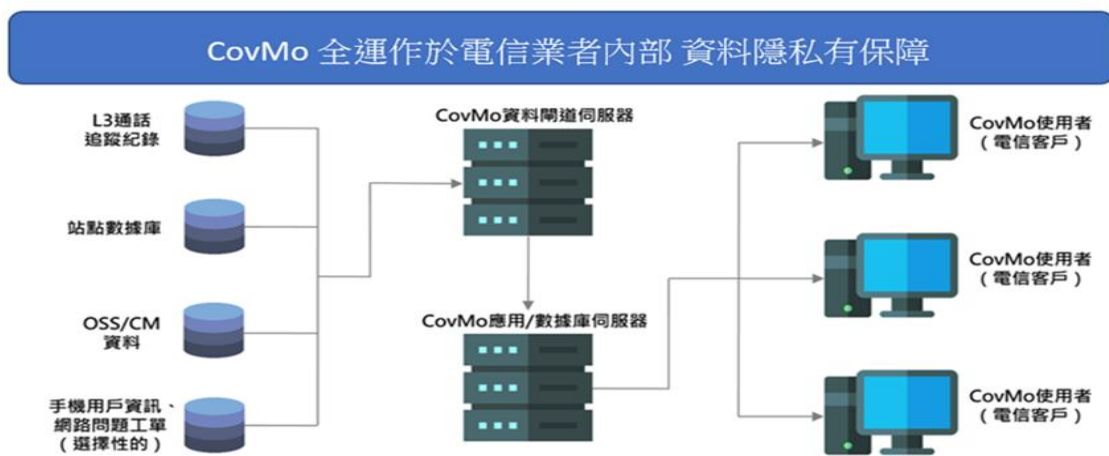 CovMo 全運作於電信業者內部 資料隱私有保障
L3通話
追蹤紀錄
站點數據庫
OSS/CM
資料
手機用戶資訊、
網路問題工單
（選擇性的）
CovMo資料閘道伺服器
CovMo應用/數據庫伺服器
CovMo使用者
（電信客戶）
CovMo使用者
（電信客戶）
CovMo使用者
（電信客戶）